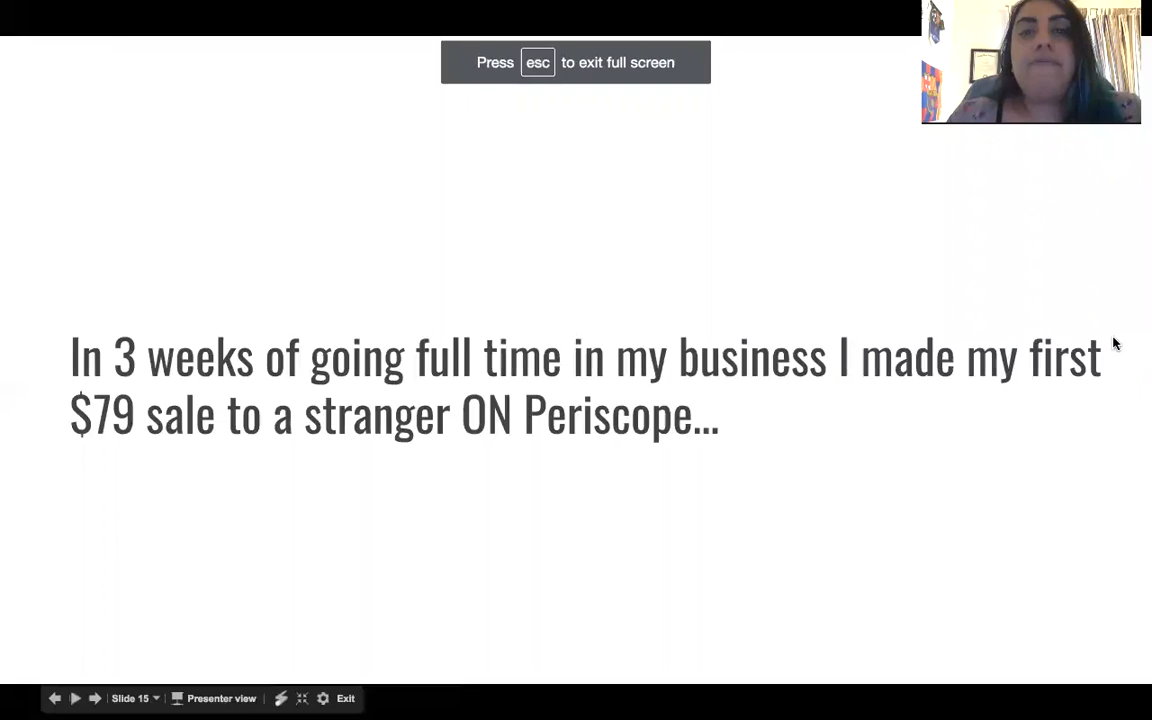 Press esc to exit full screen
In 3 weeks of going full time in my business I made my first
$79 sale to a stranger ON Periscope...
Slide 15 Presenter view Exit